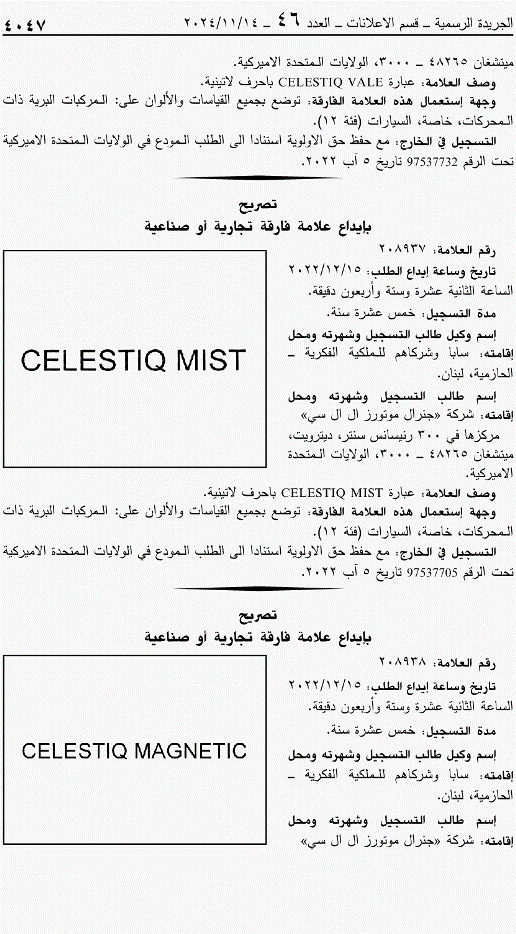 الجريدة الرسمية ــ قسم الاعلانات ــ العدد ٤٦ ــ ٢٠٢٤/١١/١٤
٤٠٤٧
ميتشغان ٤٨٢٦٥ ــ ٣٠٠٠، الولايات المتحدة الاميركية.
وصف العلامة: عبارة CELESTIQ VALE باحرف لاتينية.
وجهة إستعمال هذه العلامة الفارقة: توضع بجميع القياسات والألوان على: المركبات البرية ذات
المحركات، خاصة، السيارات (فئة ١٢).
التسجيل في الخارج: مع حفظ حق الاولوية استنادا الى الطلب المودع في الولايات المتحدة الاميركية
تحت الرقم 97537732 تاريخ ٥ آب ٢٠٢٢.
تصريح
بإيداع علامة فارقة تجارية أو صناعية
رقم العلامة: ٢٠٨٩٣٧
تاريخ وساعة إيداع الطلب: ٢٠٢٢/١٢/١٥
الساعة الثانية عشرة وستة وأربعون دقيقة.
مدة التسجيل: خمس عشرة سنة.
إسم وكيل طالب التسجيل وشهرته ومحل
إقامته: سابا وشركاهم للملكية الفكرية ــ
الحازمية، لبنان.
إسم طالب التسجيل وشهرته ومحل
إقامته: شركة «جنرال موتورز ال ال سي»
مركزها في ٣٠٠ رنيسانس سنتر، ديترويت،
ميتشغان ٤٨٢٦٥ ــ ٣٠٠٠، الولايات المتحدة
الاميركية.
CELESTIQ MIST
وصف العلامة: عبارة CELESTIQ MIST باحرف لاتينية.
وجهة إستعمال هذه العلامة الفارقة: توضع بجميع القياسات والألوان على: المركبات البرية ذات
المحركات، خاصة، السيارات (فئة ١٢).
التسجيل في الخارج: مع حفظ حق الاولوية استنادا الى الطلب المودع في الولايات المتحدة الاميركية
تحت الرقم 97537705 تاريخ ٥ آب ٢٠٢٢.
تصريح
بإيداع علامة فارقة تجارية أو صناعية
رقم العلامة: ٢٠٨٩٣٨
تاريخ وساعة إيداع الطلب: ٢٠٢٢/١٢/١٥
الساعة الثانية عشرة وستة وأربعون دقيقة.
مدة التسجيل: خمس عشرة سنة.
إسم وكيل طالب التسجيل وشهرته ومحل
إقامته: سابا وشركاهم للملكية الفكرية ــ
الحازمية، لبنان.
إسم طالب التسجيل وشهرته ومحل
إقامته: شركة «جنرال موتورز ال ال سي»
CELESTIQ MAGNETIC